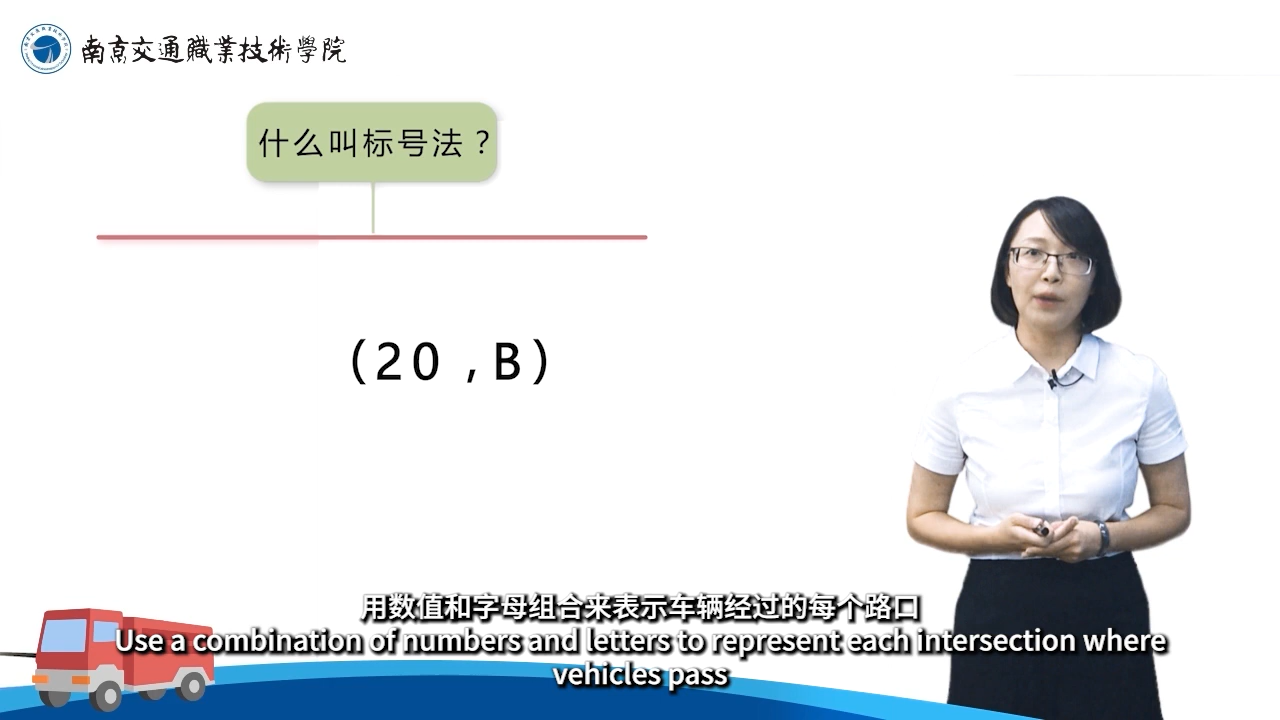 南京交通職業技術學院
什么叫标号法？
（20，B）
用数值和字母组合来表示车辆经过的每个路口
Use a combination of numbers and letters to represent each intersection where
vehicles pass